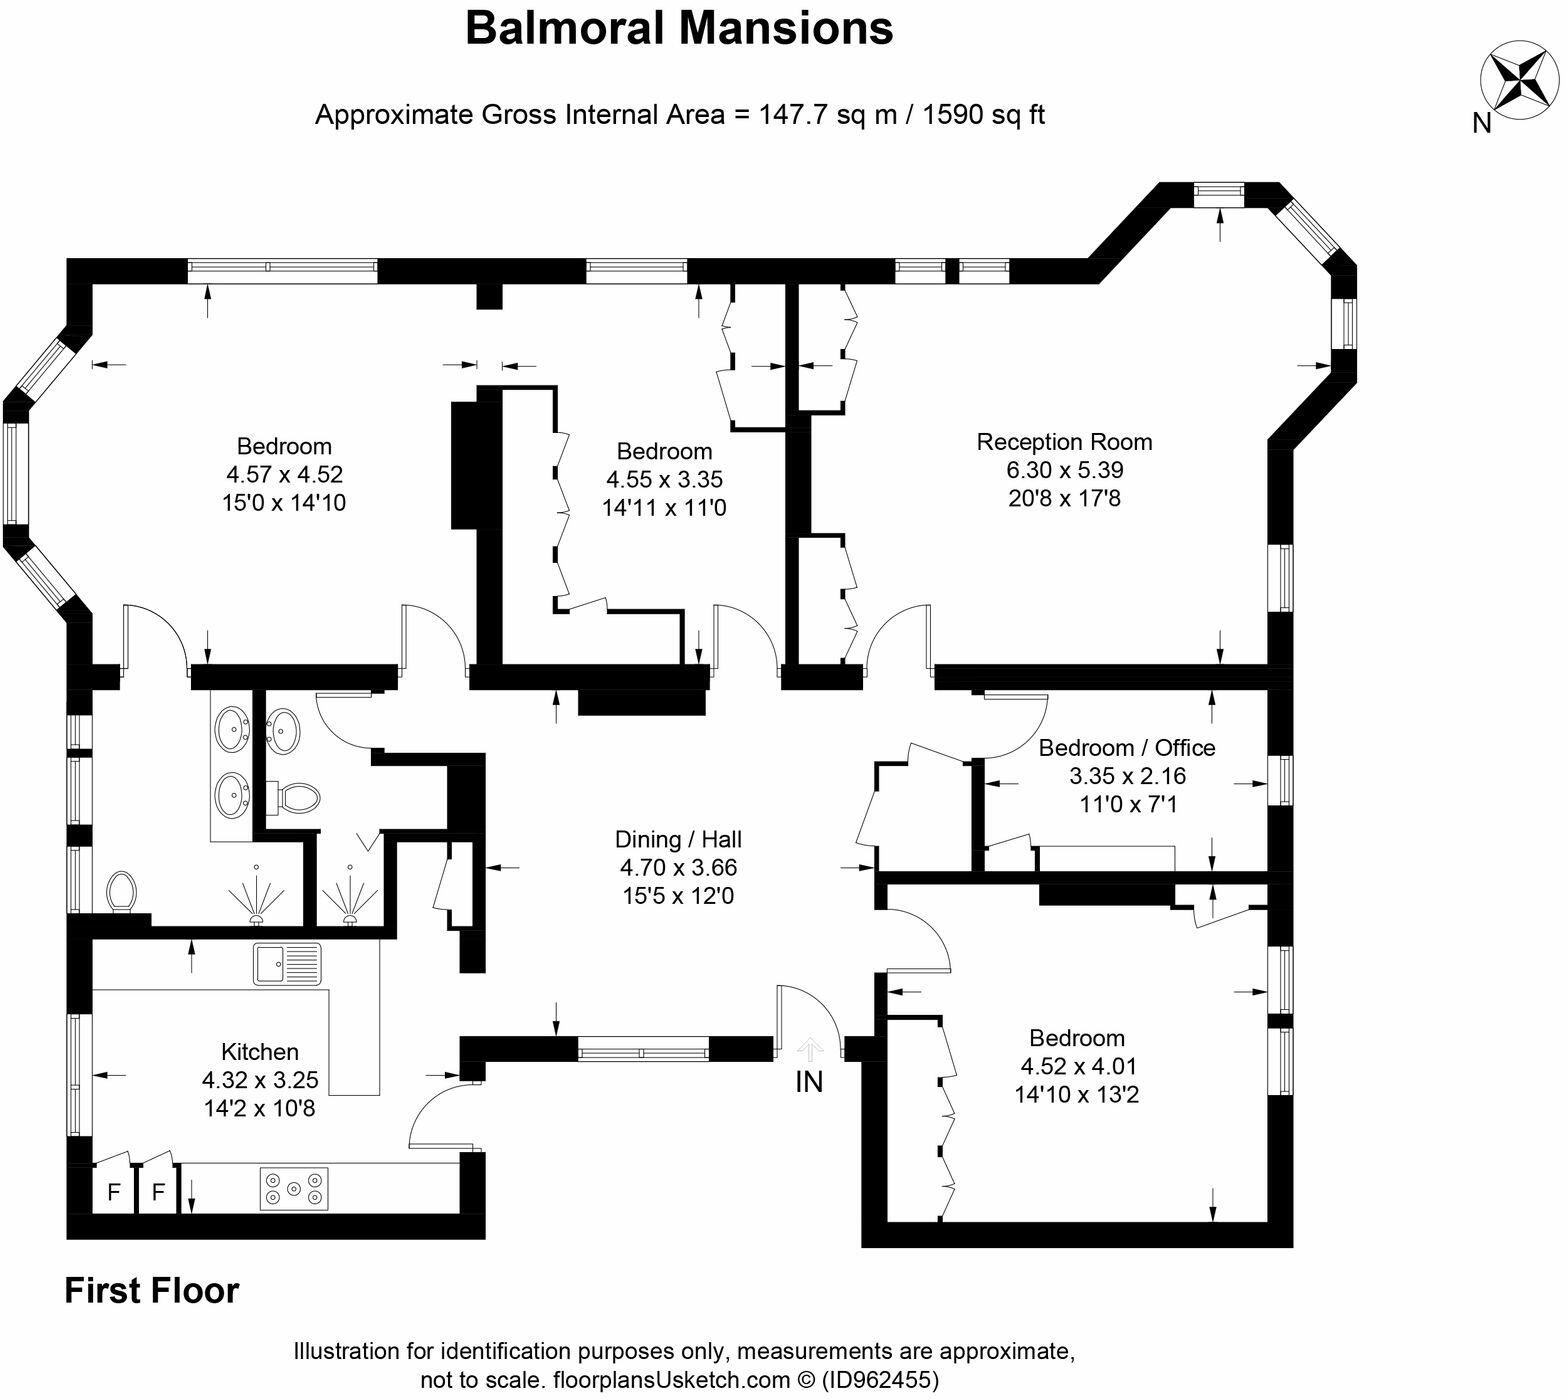 Balmoral Mansions
Approximate Gross Internal Area = 147.7 sq m / 1590 sq ft
N
Bedroom
4.57 x 4.52
15'0 x 14'10
Bedroom
4.55 x 3.35
14'11 x 11'0
Reception Room
6.30 x 5.39
20'8 x 17'8
Bedroom / Office
3.35 x 2.16
11'0 x 7'1
Dining / Hall
4.70 x 3.66
15'5 x 12'0
Kitchen
4.32 x 3.25
14'2 x 10'8
IN
Bedroom
4.52 x 4.01
14'10 x 13'2
F F
First Floor
Illustration for identification purposes only, measurements are approximate,
not to scale. floorplansUsketch.com © (ID962455)